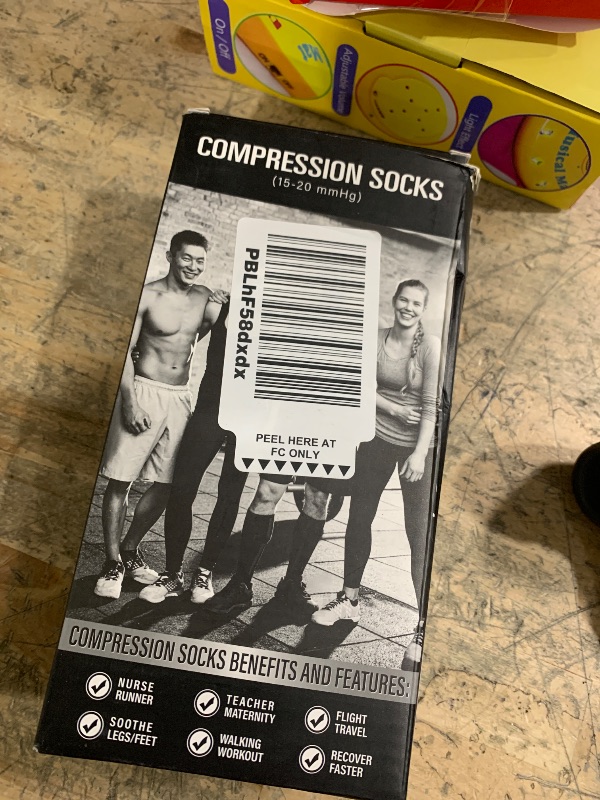 On / Off
Adjustable volume
Light Effect
COMPRESSION SOCKS
(15-20 mmHg)
PBLhF58dxdx
PEEL HERE AT
FC ONLY
COMPRESSION SOCKS BENEFITS AND FEATURES:
NURSE
RUNNER
TEACHER
MATERNITY
FLIGHT
TRAVEL
SOOTHE
LEGS/FEET
WALKING
WORKOUT
RECOVER
FASTER